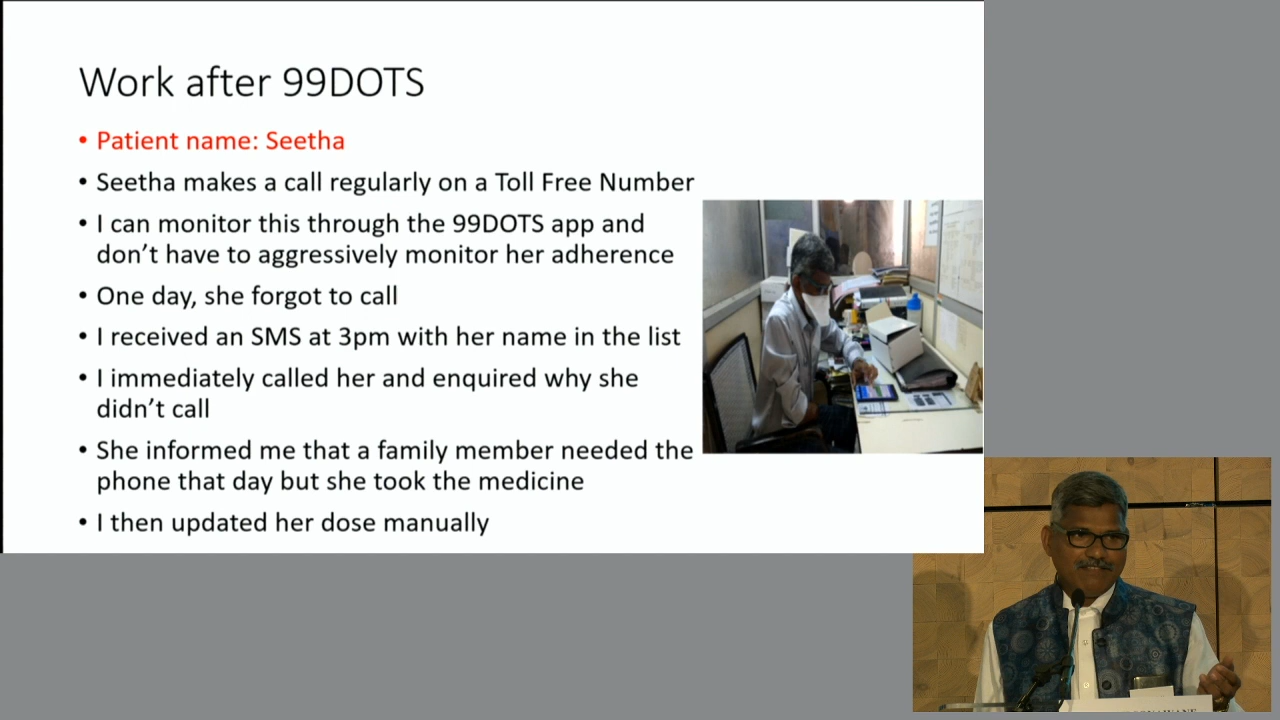 Work after 99DOTS
• Patient name: Seetha
• Seetha makes a call regularly on a Toll Free Number
• I can monitor this through the 99DOTS app and
don’t have to aggressively monitor her adherence
• One day, she forgot to call
• I received an SMS at 3pm with her name in the list
• I immediately called her and enquired why she
didn’t call
• She informed me that a family member needed the
phone that day but she took the medicine
• I then updated her dose manually